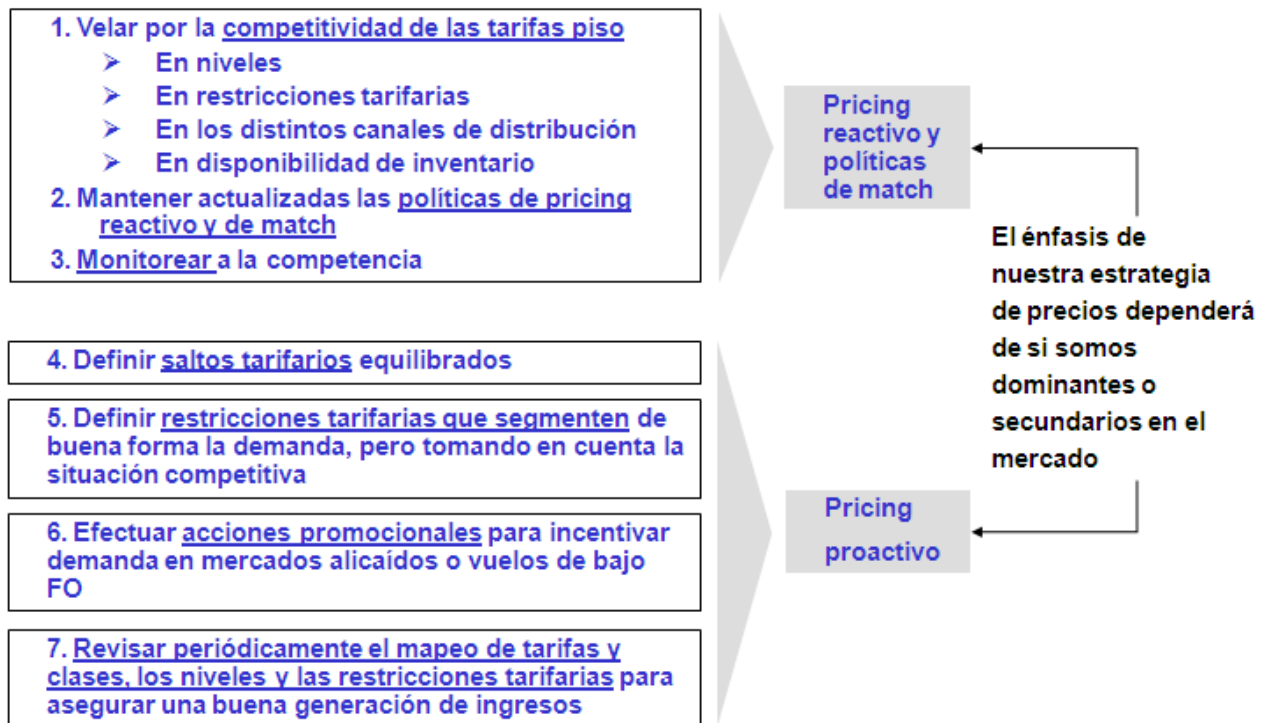 1. Velar por la competitividad de las tarifas piso
➢ En niveles
➢ En restricciones tarifarias
➢ En los distintos canales de distribución
➢ En disponibilidad de inventario
2. Mantener actualizadas las políticas de pricing
reactivo y de match
3. Monitorear a la competencia
Pricing
reactivo y
políticas
de match
El énfasis de
nuestra estrategia
de precios dependerá
de si somos
dominantes o
secundarios en el
mercado
4. Definir saltos tarifarios equilibrados
5. Definir restricciones tarifarias que segmenten de
buena forma la demanda, pero tomando en cuenta la
situación competitiva
6. Efectuar acciones promocionales para incentivar
demanda en mercados alicaídos o vuelos de bajo
FO
7. Revisar periódicamente el mapeo de tarifas y
clases, los niveles y las restricciones tarifarias para
asegurar una buena generación de ingresos
Pricing
proactivo